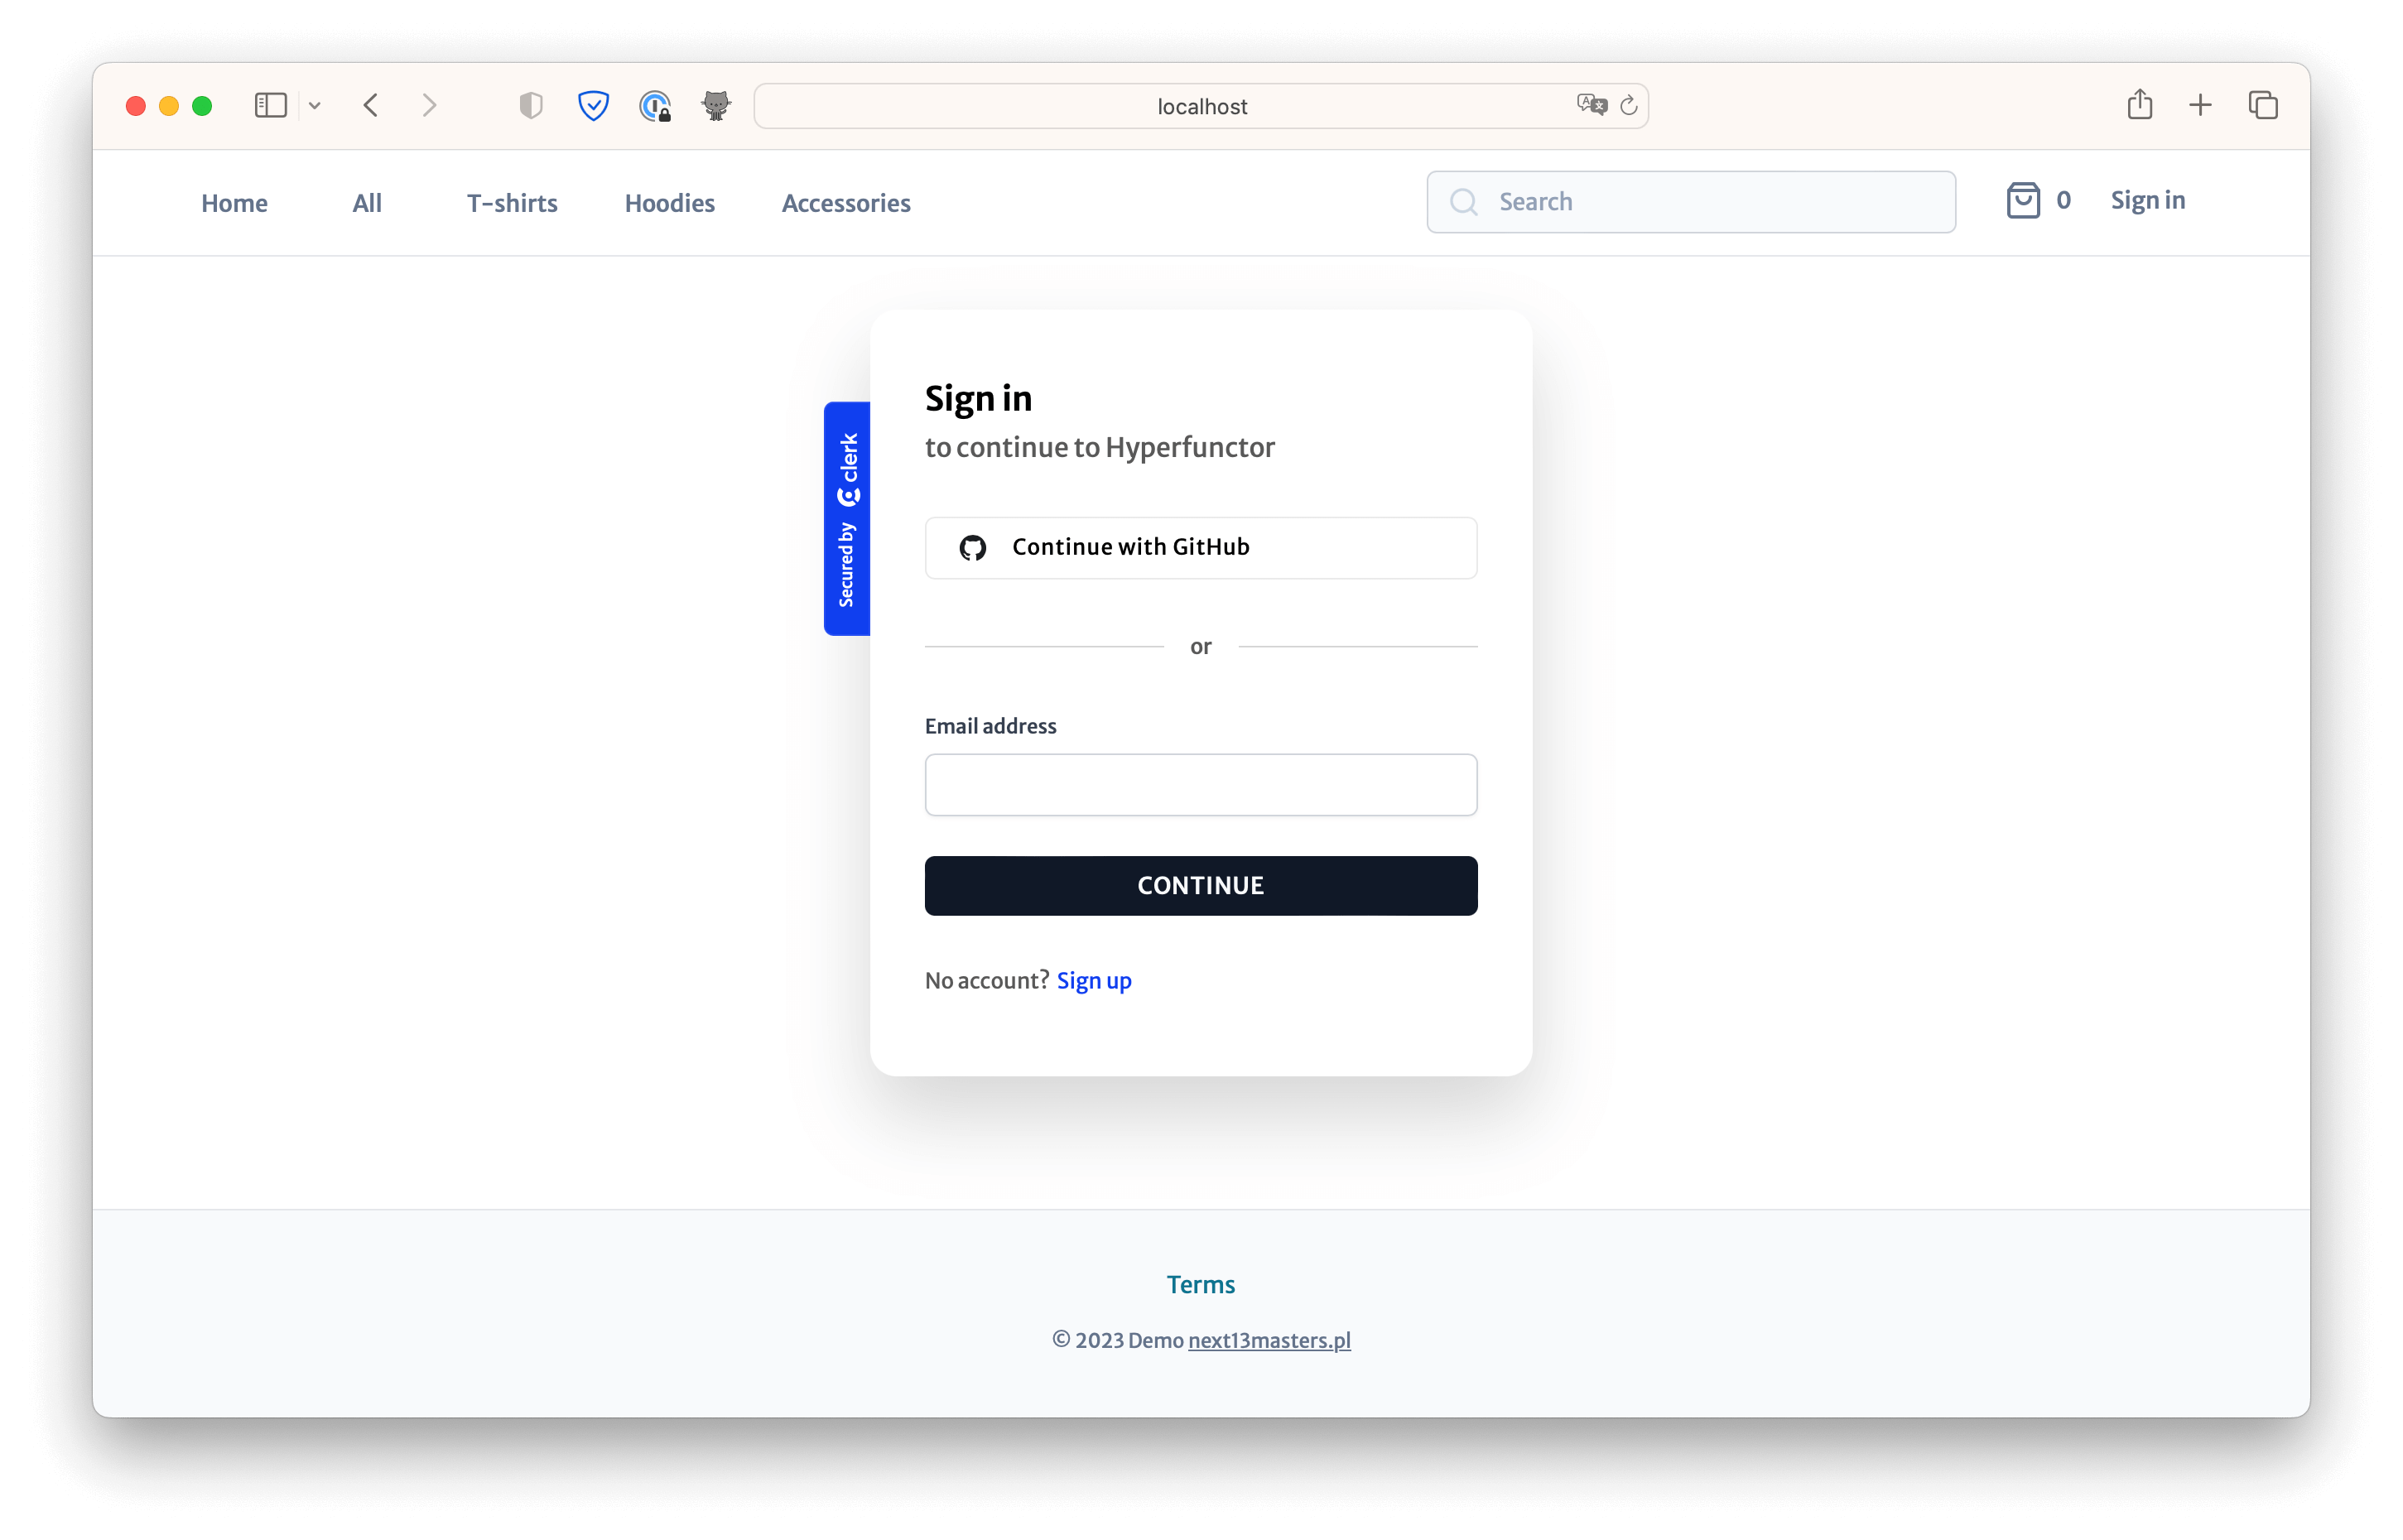 localhost
Home All T-shirts Hoodies Accessories Search 0 Sign in
Sign in
to continue to Hyperfunctor
Secured by clerk
Continue with GitHub
or
Email address
CONTINUE
No account? Sign up
Terms
© 2023 Demo next13masters.pl